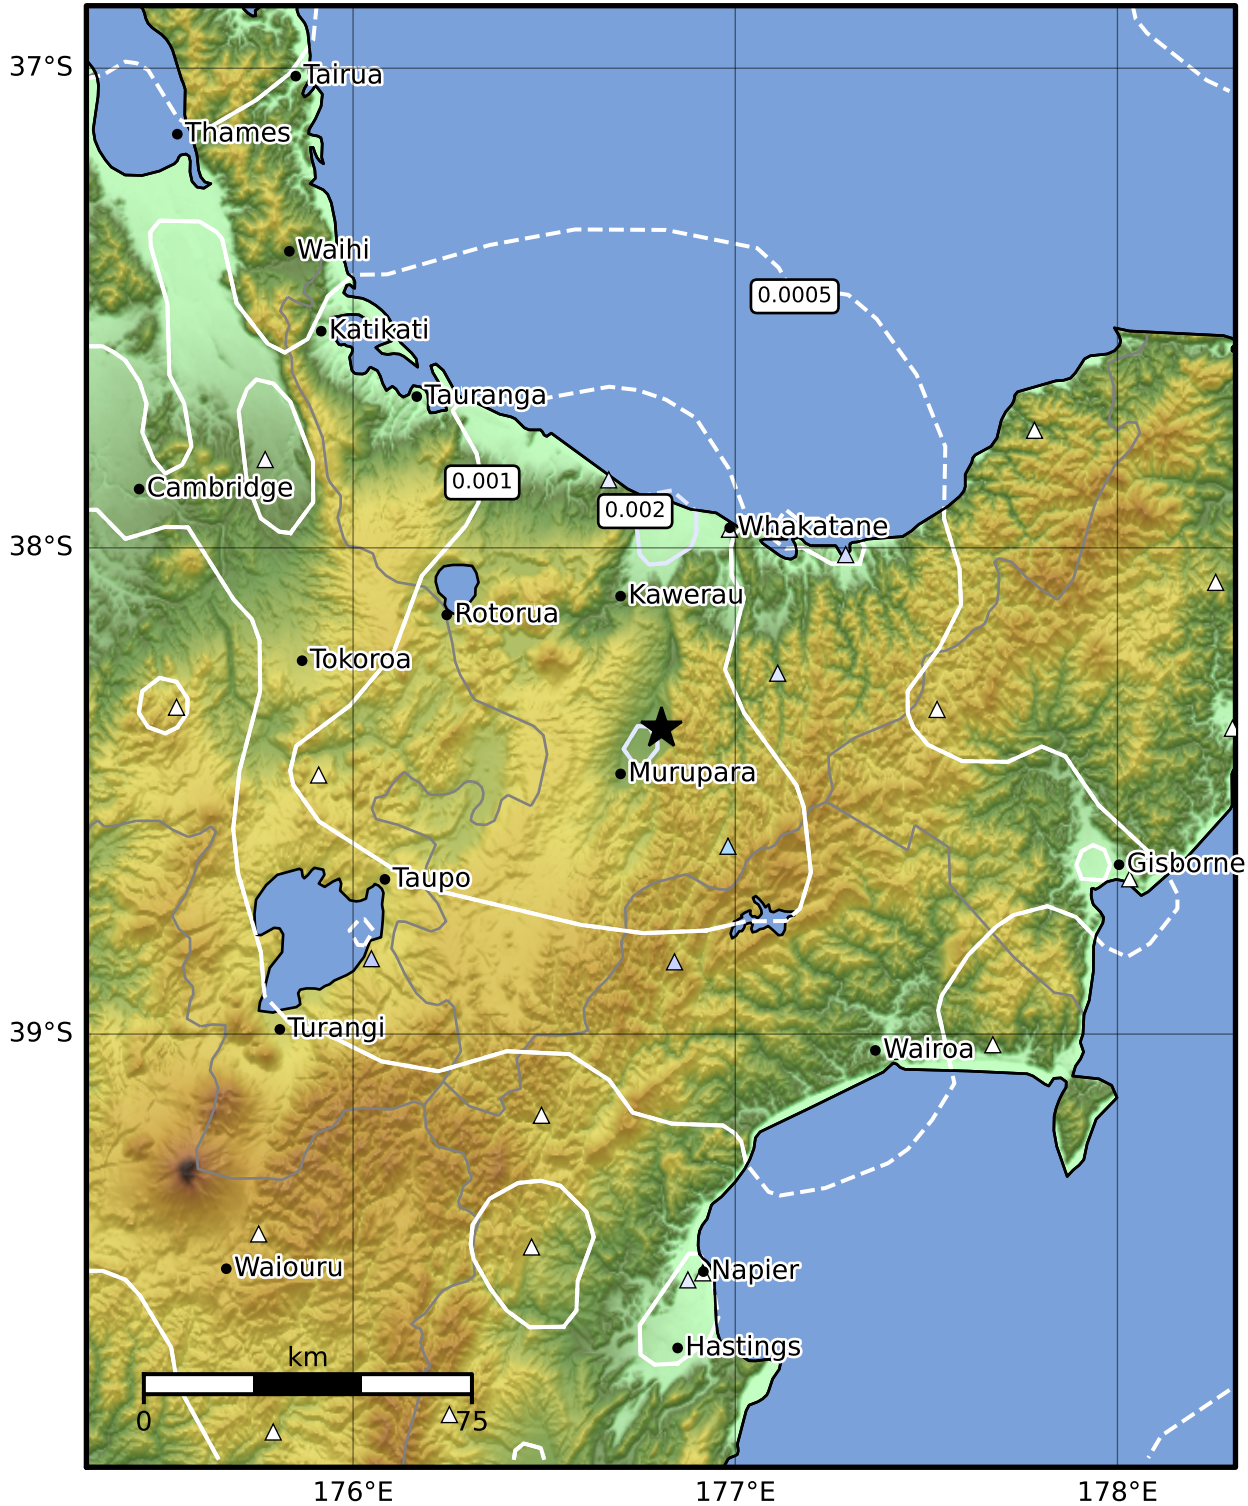 37°S
Tairua
Thames
Waihi
0.0005
Katikati
Tauranga
0.001
Cambridge
0.002
Whakatane
38°S
Kawerau
Rotorua
Tokoroa
Murupara
Gisborne
Taupo
Turangi
39°S
Wairoa
Napier
Waiouru
Hastings
km
0 75
176°E 177°E 178°E